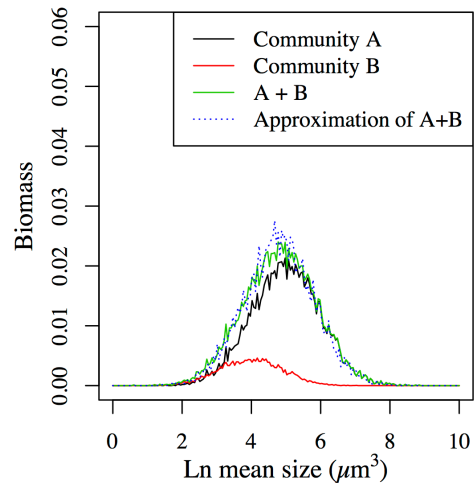 Community A
Community B
A + B
Approximation of A+B
Biomass
0.06
0.05
0.04
0.03
0.02
0.01
0.00
0 2 4 6 8 10
Ln mean size (μm³)